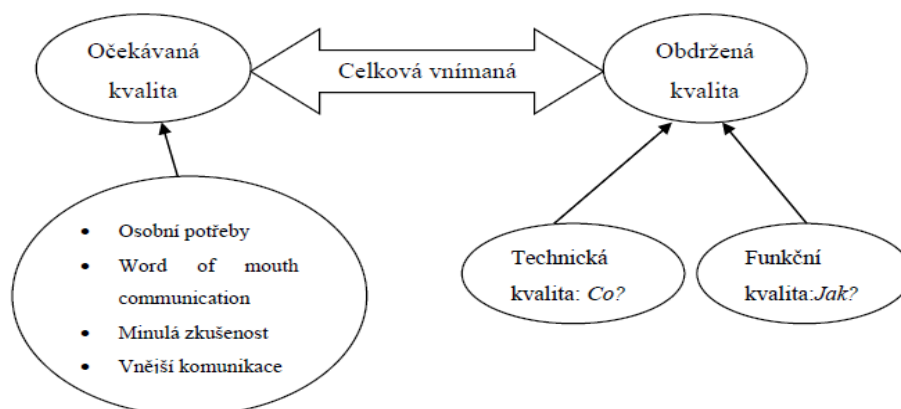 Očekávaná
kvalita
Celková vnímaná
Obdržená
kvalita
• Osobní potřeby
• Word of mouth
communication
• Minulá zkušenost
• Vnější komunikace
Technická
kvalita: Co?
Funkční
kvalita:Jak?